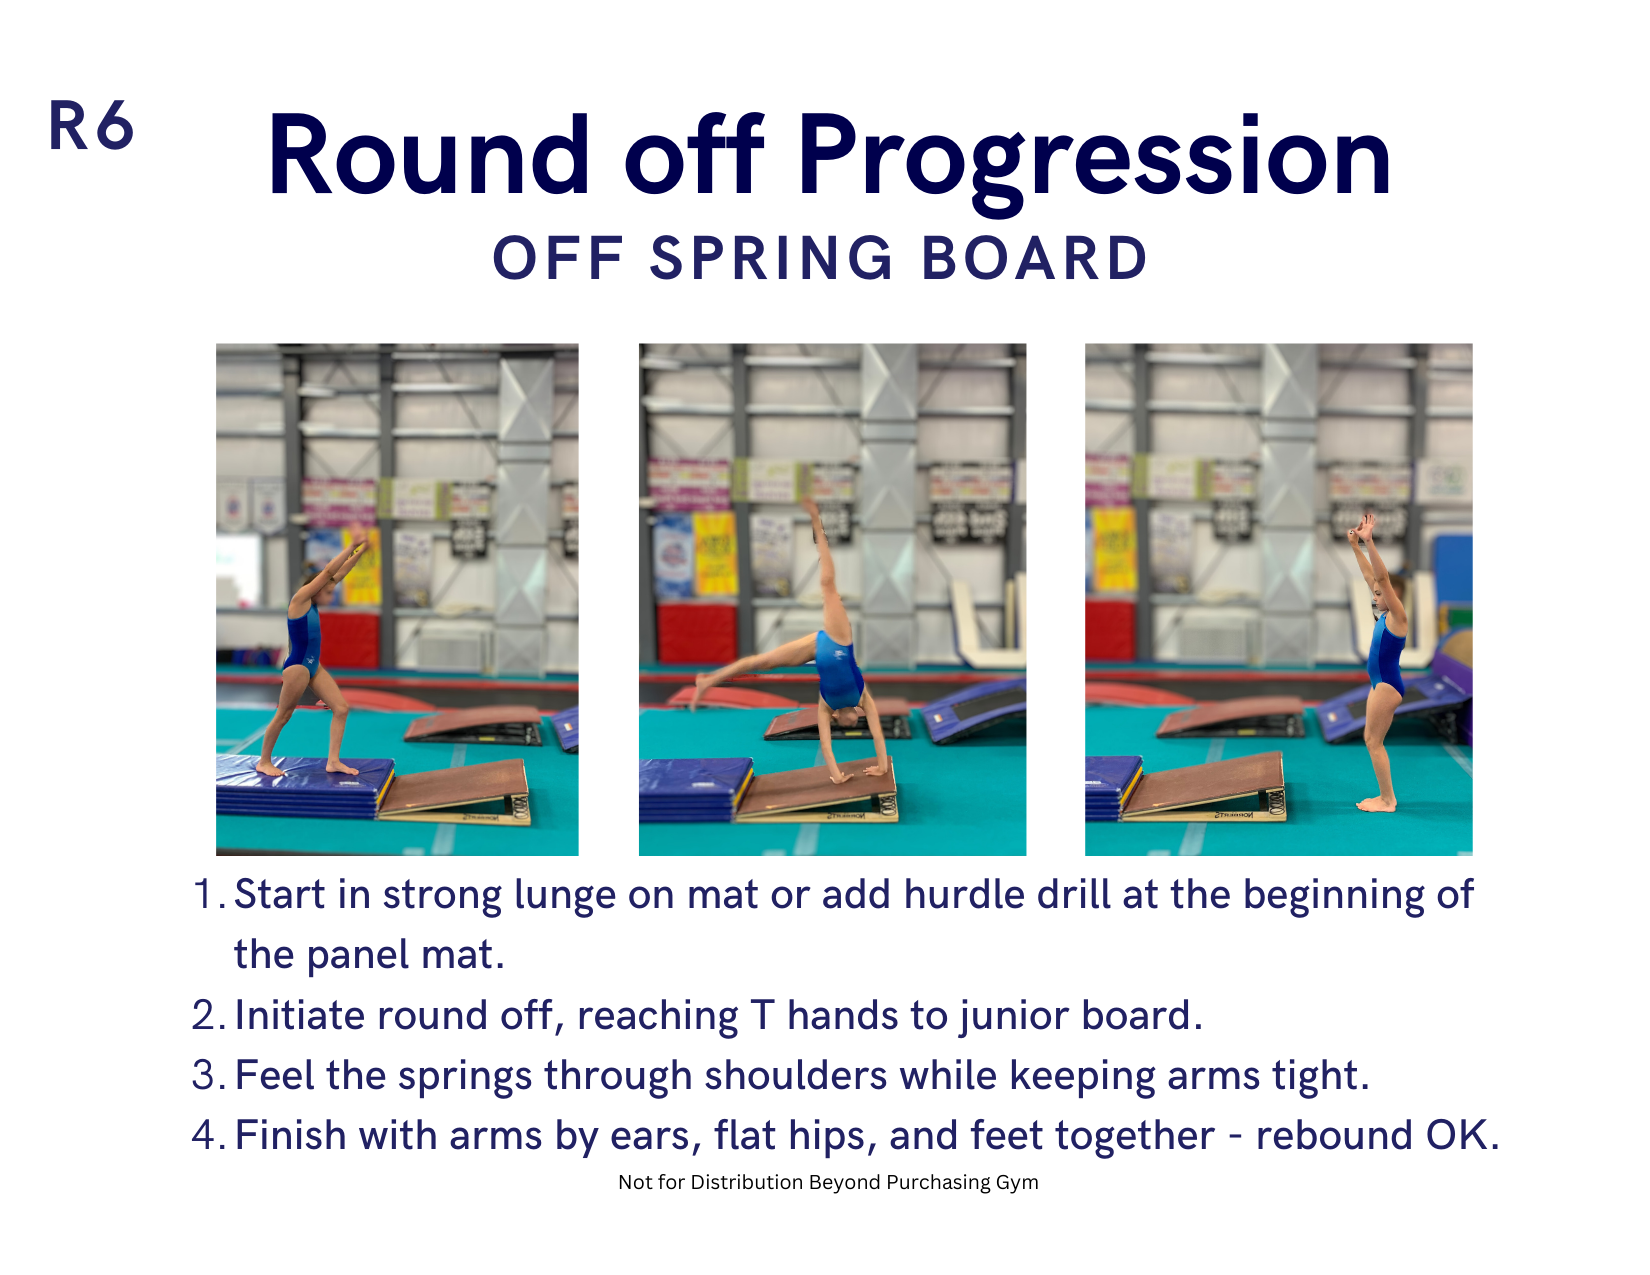 R6
Round off Progression
OFF SPRING BOARD
1. Start in strong lunge on mat or add hurdle drill at the beginning of
the panel mat.
2. Initiate round off, reaching T hands to junior board.
3. Feel the springs through shoulders while keeping arms tight.
4. Finish with arms by ears, flat hips, and feet together - rebound OK.
Not for Distribution Beyond Purchasing Gym